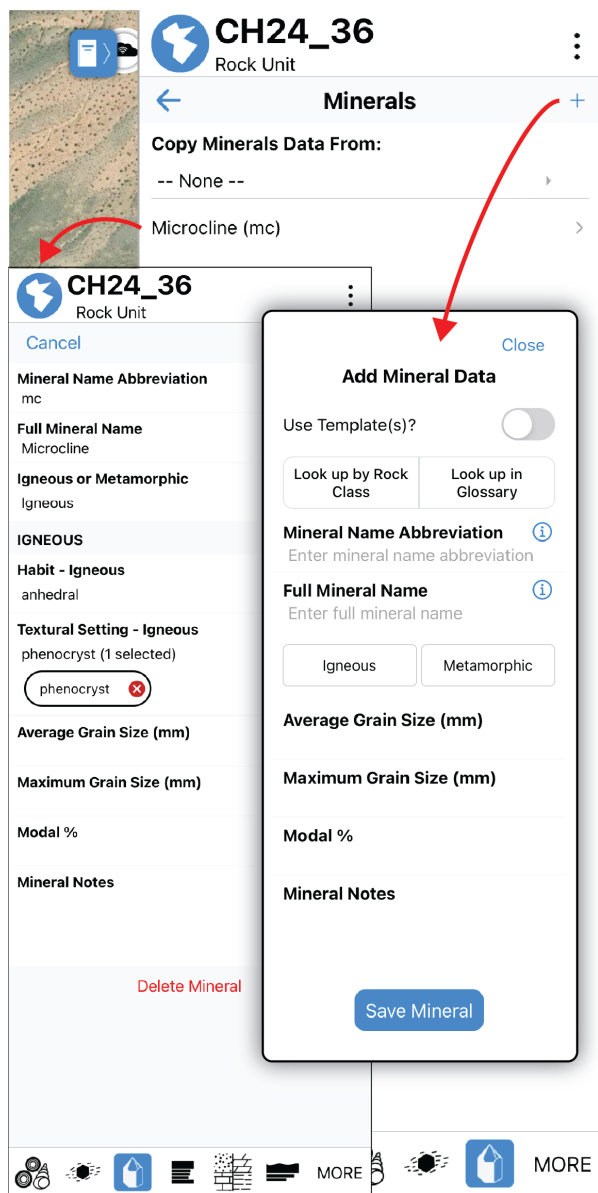 CH24_36
Rock Unit
Minerals
Copy Minerals Data From:
-- None --
Microcline (mc)
CH24_36
Rock Unit
Cancel
Mineral Name Abbreviation
mc
Full Mineral Name
Microcline
Igneous or Metamorphic
Igneous
IGNEOUS
Habit - Igneous
anhedral
Textural Setting - Igneous
phenocryst (1 selected)
phenocryst
Average Grain Size (mm)
Maximum Grain Size (mm)
Modal %
Mineral Notes
Delete Mineral
MORE
Close
Add Mineral Data
Use Template(s)?
Look up by Rock
Class
Look up in
Glossary
Mineral Name Abbreviation
Enter mineral name abbreviation
Full Mineral Name
Enter full mineral name
Igneous
Metamorphic
Average Grain Size (mm)
Maximum Grain Size (mm)
Modal %
Mineral Notes
Save Mineral
MORE